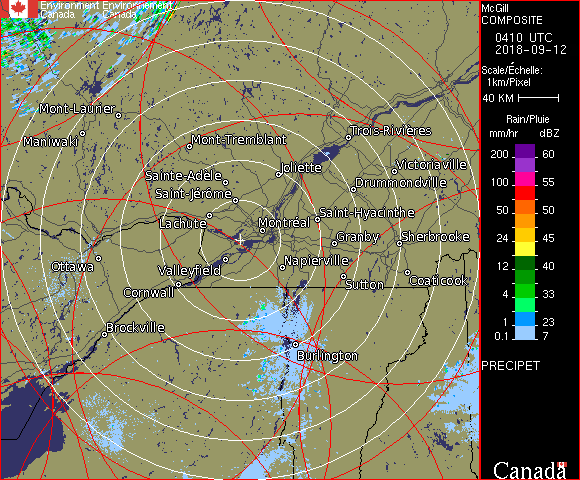 Environment Environnement
Canada Canada
McGill
COMPOSITE
0410 UTC
2018-09-12
Scale/Échelle:
1km/Pixel
40 KM
Rain/Pluie
mm/hr dBZ
200 60
100 55
50 50
24 45
12 40
4 33
1 23
0.1 7
PRECIPET
Canada
Mont-Laurier
Maniwaki
Mont-Tremblant
Trois-Rivières
Joliette
Victoriaville
Sainte-Adèle
Drummondville
Saint-Jérôme
Saint-Hyacinthe
Lachute
Montréal
Granby
Sherbrooke
Ottawa
Valleyfield
Napierville
Cornwall
Sutton
Coaticook
Brockville
Burlington